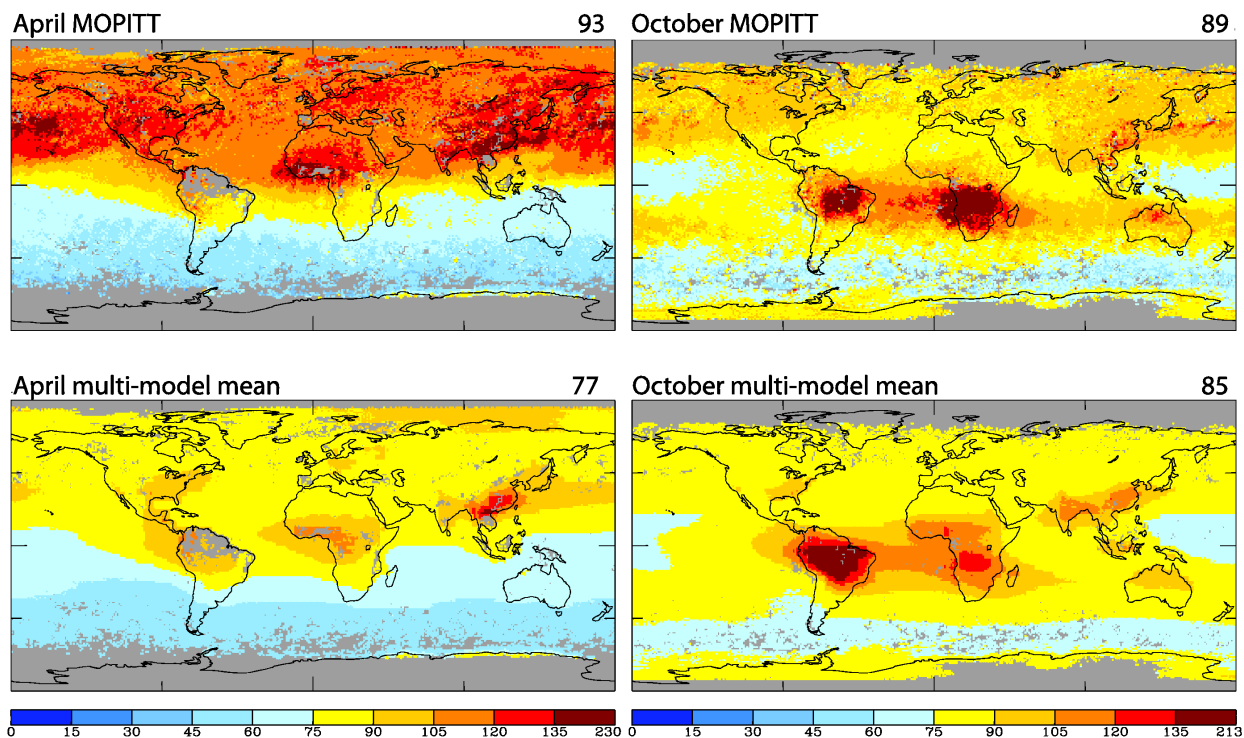 April MOPITT 93
October MOPITT 89
April multi-model mean 77
October multi-model mean 85
0 15 30 45 60 75 90 105 120 135 230
0 15 30 45 60 75 90 105 120 135 213